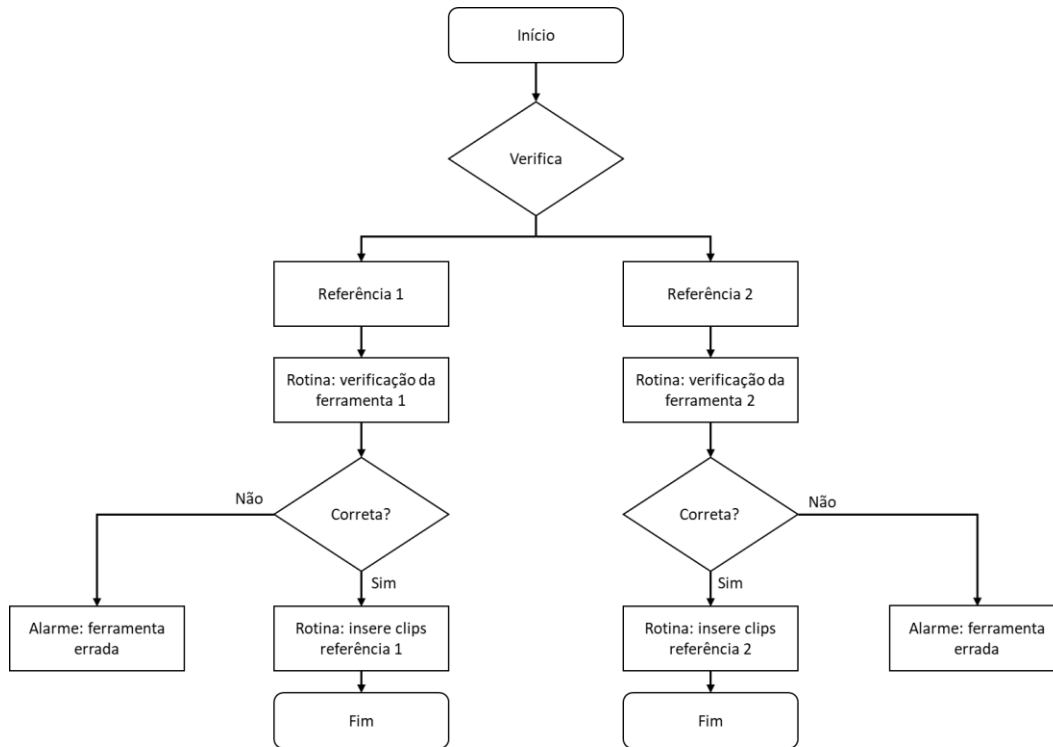 Início
Verifica
Referência 1
Referência 2
Rotina: verificação da
ferramenta 1
Rotina: verificação da
ferramenta 2
Não
Correta?
Correta?
Não
Sim
Sim
Alarme: ferramenta
errada
Rotina: insere clips
referência 1
Rotina: insere clips
referência 2
Alarme: ferramenta
errada
Fim
Fim